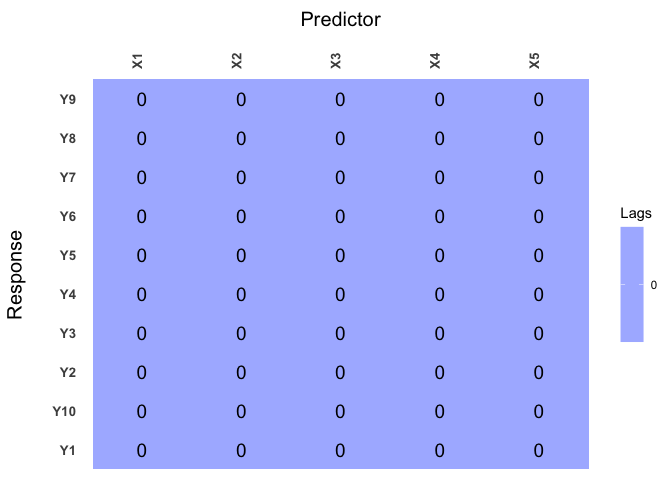 Predictor
X1 X2 X3 X4 X5
Y9 0 0 0 0 0
Y8 0 0 0 0 0
Y7 0 0 0 0 0
Y6 0 0 0 0 0
Y5 0 0 0 0 0
Y4 0 0 0 0 0
Y3 0 0 0 0 0
Y2 0 0 0 0 0
Y10 0 0 0 0 0
Y1 0 0 0 0 0
Response
Lags
0